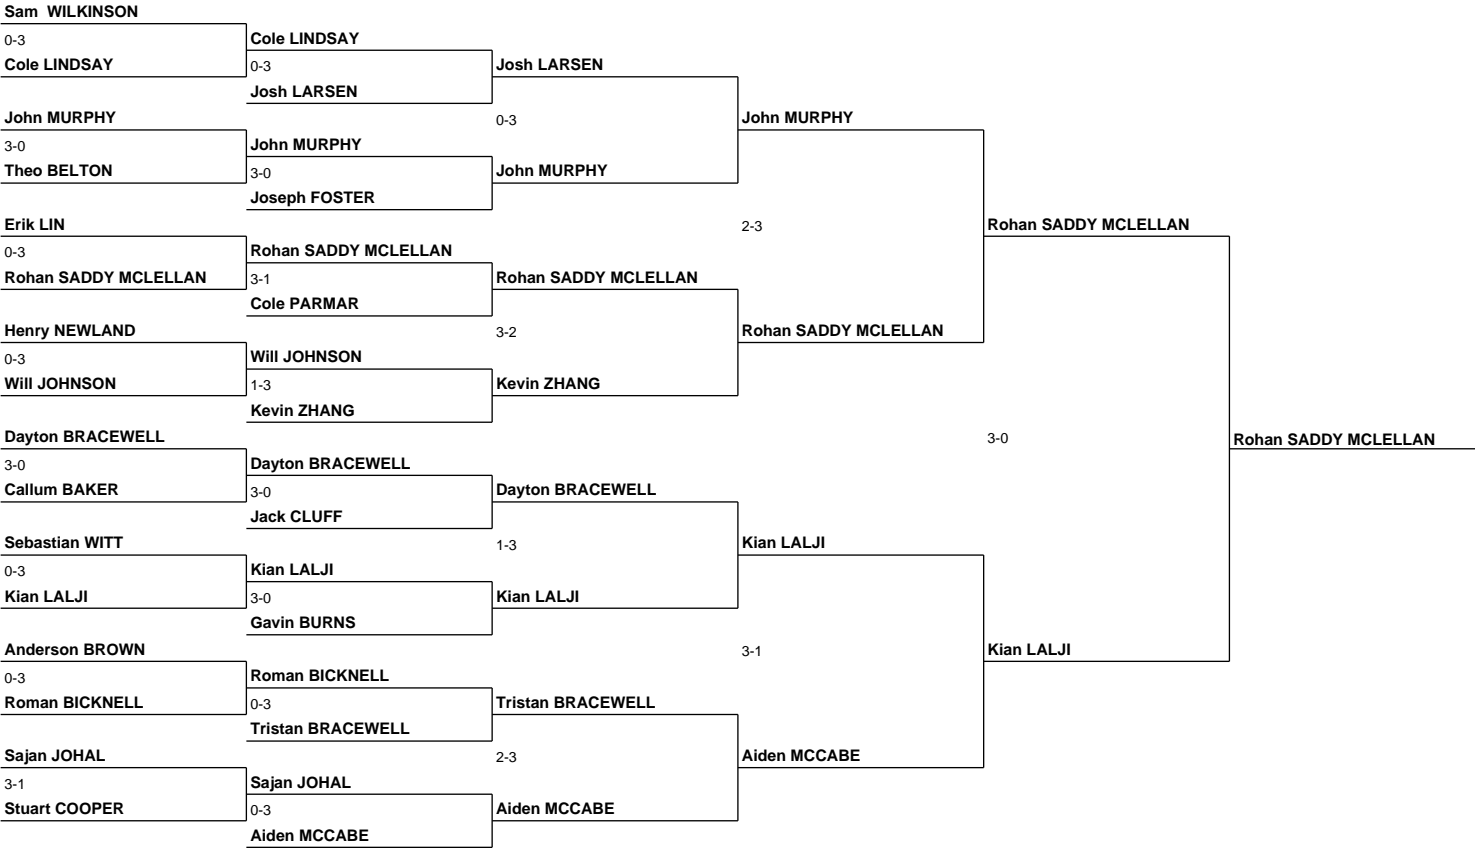 Sam  WILKINSON
0-3
Cole LINDSAY
John MURPHY
3-0
Theo BELTON
Erik LIN
0-3
Rohan SADDY MCLELLAN
Henry NEWLAND
0-3
Will JOHNSON
Dayton BRACEWELL
3-0
Callum BAKER
Sebastian WITT
0-3
Kian LALJI
Anderson BROWN
0-3
Roman BICKNELL
Sajan JOHAL
3-1
Stuart COOPER
Cole LINDSAY
0-3
Josh LARSEN
John MURPHY
3-0
Joseph FOSTER
Rohan SADDY MCLELLAN
3-1
Cole PARMAR
Will JOHNSON
1-3
Kevin ZHANG
Dayton BRACEWELL
3-0
Jack CLUFF
Kian LALJI
3-0
Gavin BURNS
Roman BICKNELL
0-3
Tristan BRACEWELL
Sajan JOHAL
0-3
Aiden MCCABE
Josh LARSEN
0-3
John MURPHY
Rohan SADDY MCLELLAN
3-2
Kevin ZHANG
Dayton BRACEWELL
1-3
Kian LALJI
Tristan BRACEWELL
2-3
Aiden MCCABE
John MURPHY
2-3
Rohan SADDY MCLELLAN
Kian LALJI
3-1
Aiden MCCABE
Rohan SADDY MCLELLAN
3-0
Kian LALJI
Rohan SADDY MCLELLAN